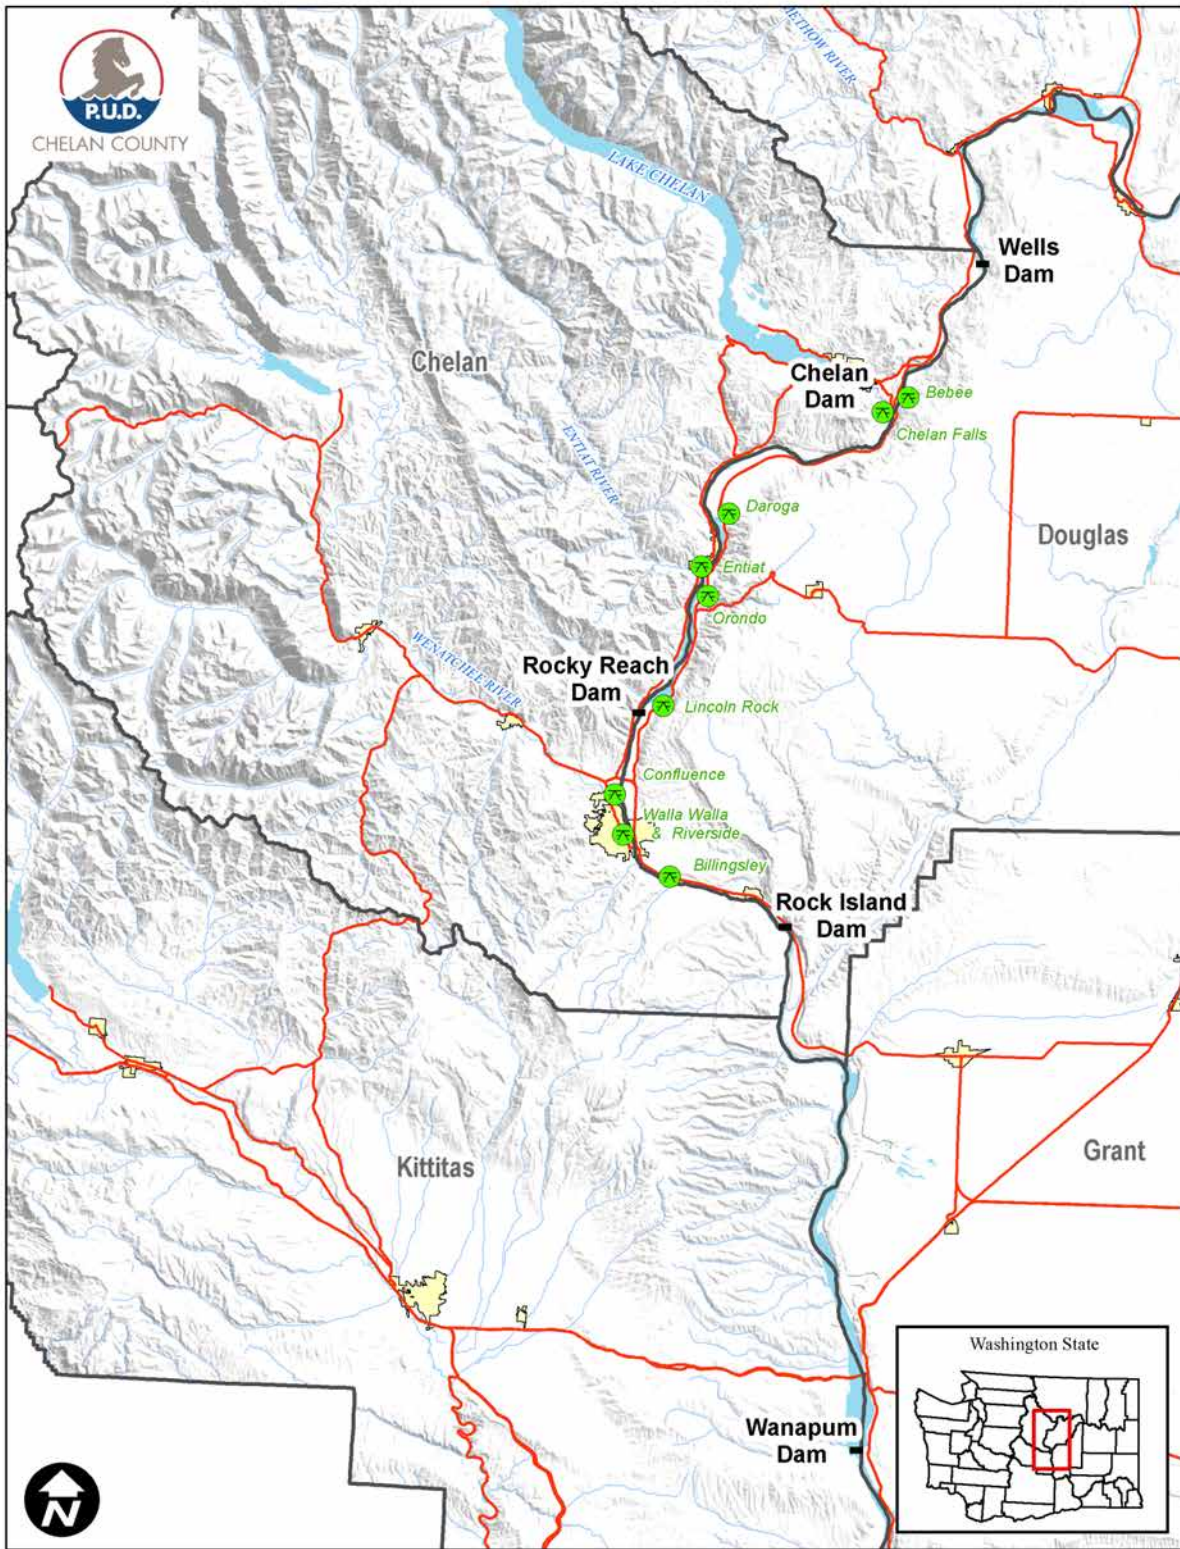 METHOW RIVER
P.U.D.
CHELAN COUNTY
LAKE CHELAN
Wells
Dam
Chelan
Chelan
Dam
Bebee
Chelan Falls
ENTIAT RIVER
Daroga
Douglas
Entiat
Orondo
WENATCHEE RIVER
Rocky Reach
Dam
Lincoln Rock
Confluence
Walla Walla
& Riverside
Billingsley
Rock Island
Dam
Grant
Kittitas
Washington State
Wanapum
Dam
N